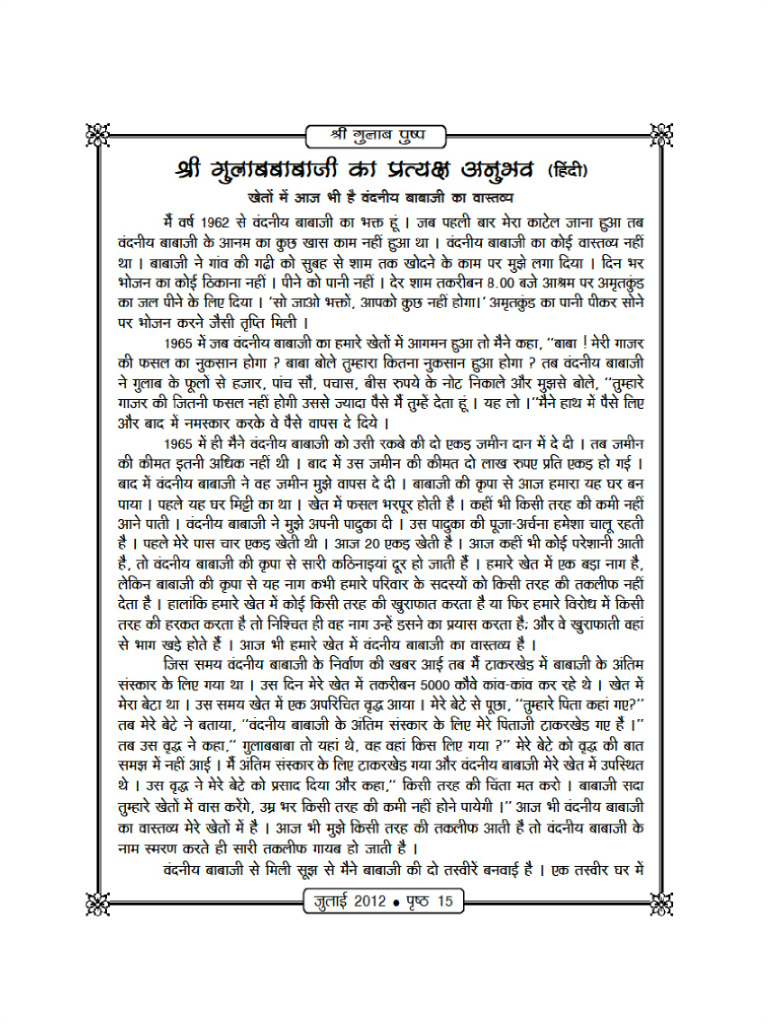 श्री गुलाब पुष्प
श्री गुलाबबाबाजी का प्रत्यक्ष अनुभव (हिंदी)
खेतों में आज भी है वंदनीय बाबाजी का वास्तव्य
मैं वर्ष 1962 से वंदनीय बाबाजी का भक्त हूं । जब पहली बार मेरा काटेल जाना हुआ तब
वंदनीय बाबाजी के आनम का कुछ खास काम नहीं हुआ था । वंदनीय बाबाजी का कोई वास्तव्य नहीं
था । बाबाजी ने गांव की गढ़ी को सुबह से शाम तक खोदने के काम पर मुझे लगा दिया । दिन भर
भोजन का कोई ठिकाना नहीं । पीने को पानी नहीं । देर शाम तकरीबन 8.00 बजे आश्रम पर अमृतकुंड
का जल पीने के लिए दिया । 'सो जाओ भक्तों, आपको कुछ नहीं होगा।' अमृतकुंड का पानी पीकर सोने
पर भोजन करने जैसी तृप्ति मिली ।
1965 में जब वंदनीय बाबाजी का हमारे खेतों में आगमन हुआ तो मैने कहा, ''बाबा ! मेरी गाजर
की फसल का नुकसान होगा ? बाबा बोले तुम्हारा कितना नुकसान हुआ होगा ? तब वंदनीय बाबाजी
ने गुलाब के फूलो से हजार, पांच सौ, पचास, बीस रुपये के नोट निकाले और मुझसे बोले, ''तुम्हारे
गाजर की जितनी फसल नहीं होगी उससे ज्यादा पैसे मैं तुम्हें देता हूं । यह लो ।''मैने हाथ में पैसे लिए
और बाद में नमस्कार करके वे पैसे वापस दे दिये ।
1965 में ही मैने वंदनीय बाबाजी को उसी रकबे की दो एकड़ जमीन दान में दे दी । तब जमीन
की कीमत इतनी अधिक नहीं थी । बाद में उस जमीन की कीमत दो लाख रुपए प्रति एकड़ हो गई ।
बाद में वंदनीय बाबाजी ने वह जमीन मुझे वापस दे दी । बाबाजी की कृपा से आज हमारा यह घर बन
पाया । पहले यह घर मिट्टी का था । खेत में फसल भरपूर होती है । कहीं भी किसी तरह की कमी नहीं
आने पाती । वंदनीय बाबाजी ने मुझे अपनी पादुका दी । उस पादुका की पूजा-अर्चना हमेशा चालू रहती
है । पहले मेरे पास चार एकड़ खेती थी । आज 20 एकड़ खेती है । आज कहीं भी कोई परेशानी आती
है, तो वंदनीय बाबाजी की कृपा से सारी कठिनाइयां दूर हो जाती हैं । हमारे खेत में एक बड़ा नाग है,
लेकिन बाबाजी की कृपा से यह नाग कभी हमारे परिवार के सदस्यों को किसी तरह की तकलीफ नहीं
देता है । हालांकि हमारे खेत में कोई किसी तरह की खुराफात करता है या फिर हमारे विरोध में किसी
तरह की हरकत करता है तो निश्चित ही वह नाग उन्हें डसने का प्रयास करता है; और वे खुराफाती वहां
से भाग खड़े होते हैं । आज भी हमारे खेत में वंदनीय बाबाजी का वास्तव्य है ।
जिस समय वंदनीय बाबाजी के निर्वाण की खबर आई तब मैं टाकरखेड में बाबाजी के अंतिम
संस्कार के लिए गया था । उस दिन मेरे खेत में तकरीबन 5000 कौवे कांव-कांव कर रहे थे । खेत में
मेरा बेटा था । उस समय खेत में एक अपरिचित वृद्ध आया । मेरे बेटे से पूछा, ''तुम्हारे पिता कहां गए?''
तब मेरे बेटे ने बताया, ''वंदनीय बाबाजी के अंतिम संस्कार के लिए मेरे पिताजी टाकरखेड गए हैं ।''
तब उस वृद्ध ने कहा,'' गुलाबबाबा तो यहां थे, वह वहां किस लिए गया ?'' मेरे बेटे को वृद्ध की बात
समझ में नहीं आई । मैं अंतिम संस्कार के लिए टाकरखेड गया और वंदनीय बाबाजी मेरे खेत में उपस्थित
थे । उस वृद्ध ने मेरे बेटे को प्रसाद दिया और कहा,'' किसी तरह की चिंता मत करो । बाबाजी सदा
तुम्हारे खेतों में वास करेंगे, उम्र भर किसी तरह की कमी नहीं होने पायेगी ।'' आज भी वंदनीय बाबाजी
का वास्तव्य मेरे खेतों में है । आज भी मुझे किसी तरह की तकलीफ आती है तो वंदनीय बाबाजी के
नाम स्मरण करते ही सारी तकलीफ गायब हो जाती है ।
वंदनीय बाबाजी से मिली सूझ से मैने बाबाजी की दो तस्वीरें बनवाई है । एक तस्वीर घर में
जुलाई 2012 ● पृष्ठ 15